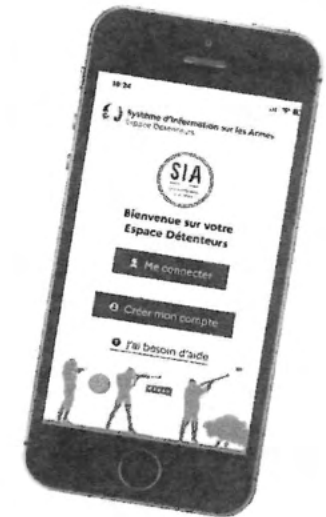 Système d'Information sur les Armes
Espace Détenteurs
SIA
Bienvenue sur votre
Espace Détenteurs
Me connecter
Créer mon compte
J'ai besoin d'aide